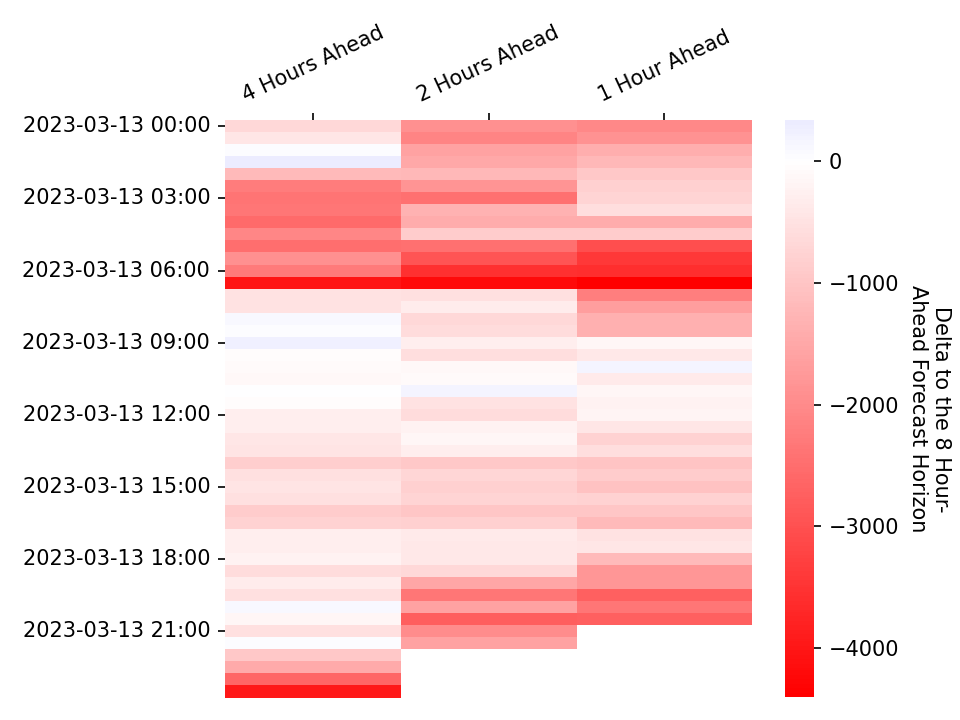 4 Hours Ahead
2 Hours Ahead
1 Hour Ahead
2023-03-13 00:00
2023-03-13 03:00
2023-03-13 06:00
2023-03-13 09:00
2023-03-13 12:00
2023-03-13 15:00
2023-03-13 18:00
2023-03-13 21:00
0
−1000
−2000
−3000
−4000
Delta to the 8 Hour-
Ahead Forecast Horizon